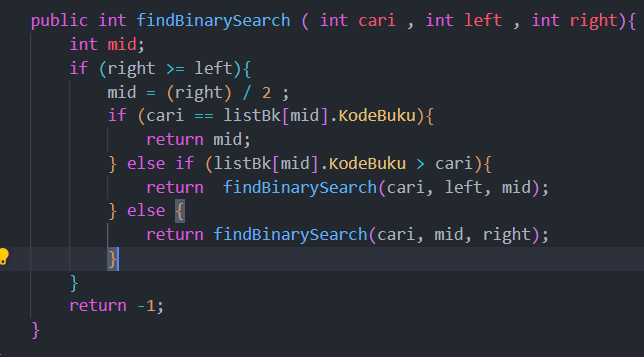 public int findBinarySearch ( int cari , int left , int right){
int mid;
if (right >= left){
mid = (right) / 2 ;
if (cari == listBk[mid].KodeBuku){
return mid;
} else if (listBk[mid].KodeBuku > cari){
return  findBinarySearch(cari, left, mid);
} else {
return findBinarySearch(cari, mid, right);
}
}
return -1;
}